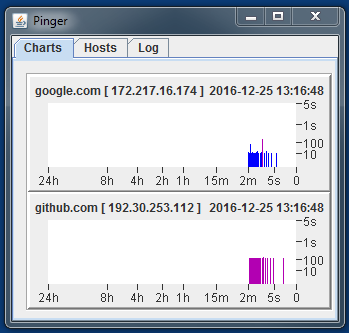 Pinger
Charts Hosts Log
google.com [ 172.217.16.174 ] 2016-12-25 13:16:48
5s
1s
100
10
24h 8h 4h 2h 1h 15m 2m 5s 0
github.com [ 192.30.253.112 ] 2016-12-25 13:16:48
5s
1s
100
10
24h 8h 4h 2h 1h 15m 2m 5s 0